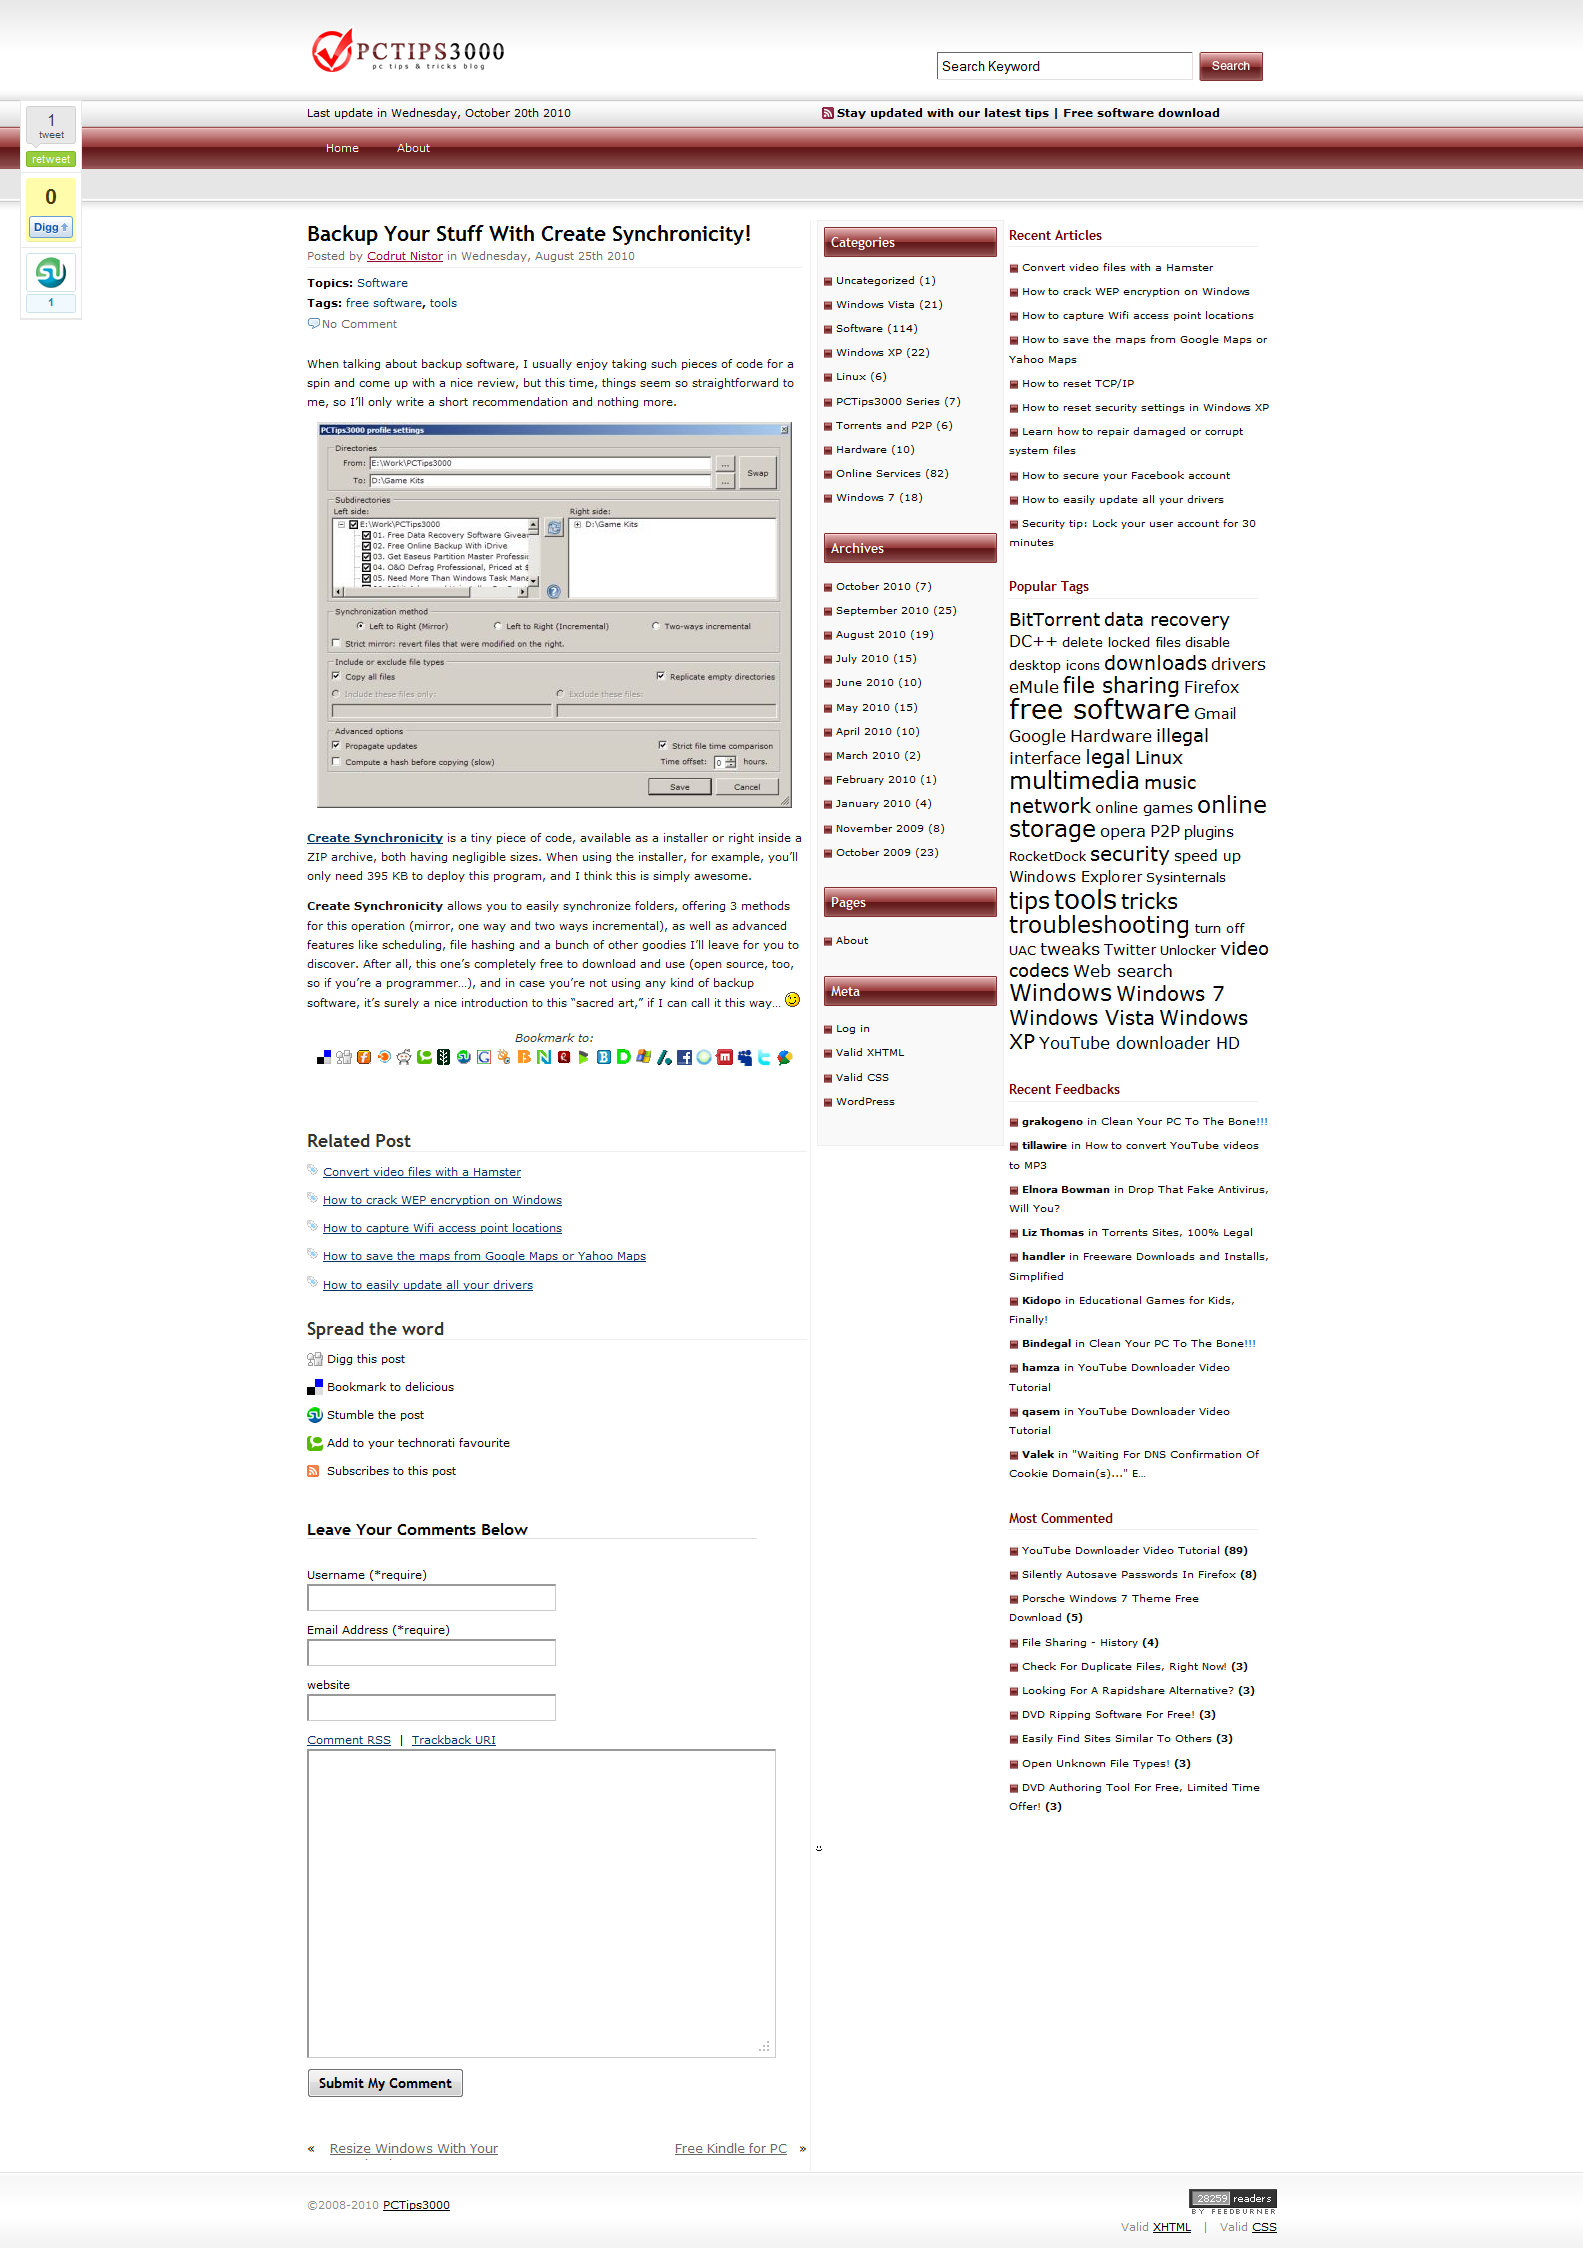 PCTIPS3000
pc tips & tricks blog
Search Keyword
Search
Last update in Wednesday, October 20th 2010
Stay updated with our latest tips | Free software download
1
tweet
retweet
0
Digg
1
Home
About
Backup Your Stuff With Create Synchronicity!
Posted by Codrut Nistor in Wednesday, August 25th 2010
Topics: Software
Tags: free software, tools
No Comment
When talking about backup software, I usually enjoy taking such pieces of code for a
spin and come up with a nice review, but this time, things seem so straightforward to
me, so I'll only write a short recommendation and nothing more.
PCTips3000 profile settings
Directories
From: E:\Work\PCTips3000
...
To: D:\Game Kits
...
Swap
Subdirectories
Left side:
Right side:
E:\Work\PCTips3000
01. Free Data Recovery Software Givea
02. Free Online Backup With iDrive
03. Get Easeus Partition Master Professio
04. O&O Defrag Professional, Priced at $
05. Need More Than Windows Task Mana
D:\Game Kits
Synchronization method
Left to Right (Mirror)
Left to Right (Incremental)
Two-ways incremental
Strict mirror: revert files that were modified on the right.
Include or exclude file types
Copy all files
Replicate empty directories
Include these files only:
Exclude these files:
Advanced options
Propagate updates
Strict file time comparison
Compute a hash before copying (slow)
Time offset: 0 hours.
Save
Cancel
Create Synchronicity is a tiny piece of code, available as a installer or right inside a
ZIP archive, both having negligible sizes. When using the installer, for example, you'll
only need 395 KB to deploy this program, and I think this is simply awesome.
Create Synchronicity allows you to easily synchronize folders, offering 3 methods
for this operation (mirror, one way and two ways incremental), as well as advanced
features like scheduling, file hashing and a bunch of other goodies I'll leave for you to
discover. After all, this one's completely free to download and use (open source, too,
so if you're a programmer...), and in case you're not using any kind of backup
software, it's surely a nice introduction to this "sacred art," if I can call it this way...
Bookmark to:
Related Post
Convert video files with a Hamster
How to crack WEP encryption on Windows
How to capture Wifi access point locations
How to save the maps from Google Maps or Yahoo Maps
How to easily update all your drivers
Spread the word
Digg this post
Bookmark to delicious
Stumble the post
Add to your technorati favourite
Subscribes to this post
Leave Your Comments Below
Username (*require)
Email Address (*require)
website
Comment RSS | Trackback URI
Submit My Comment
« Resize Windows With Your
Free Kindle for PC »
Categories
Uncategorized (1)
Windows Vista (21)
Software (114)
Windows XP (22)
Linux (6)
PCTips3000 Series (7)
Torrents and P2P (6)
Hardware (10)
Online Services (82)
Windows 7 (18)
Archives
October 2010 (7)
September 2010 (25)
August 2010 (19)
July 2010 (15)
June 2010 (10)
May 2010 (15)
April 2010 (10)
March 2010 (2)
February 2010 (1)
January 2010 (4)
November 2009 (8)
October 2009 (23)
Pages
About
Meta
Log in
Valid XHTML
Valid CSS
WordPress
Recent Articles
Convert video files with a Hamster
How to crack WEP encryption on Windows
How to capture Wifi access point locations
How to save the maps from Google Maps or
Yahoo Maps
How to reset TCP/IP
How to reset security settings in Windows XP
Learn how to repair damaged or corrupt
system files
How to secure your Facebook account
How to easily update all your drivers
Security tip: Lock your user account for 30
minutes
Popular Tags
BitTorrent data recovery
DC++ delete locked files disable
desktop icons downloads drivers
eMule file sharing Firefox
free software Gmail
Google Hardware illegal
interface legal Linux
multimedia music
network online games online
storage opera P2P plugins
RocketDock security speed up
Windows Explorer Sysinternals
tips tools tricks
troubleshooting turn off
UAC tweaks Twitter Unlocker video
codecs Web search
Windows Windows 7
Windows Vista Windows
XP YouTube downloader HD
Recent Feedbacks
grakogeno in Clean Your PC To The Bone!!!
tillawire in How to convert YouTube videos
to MP3
Elnora Bowman in Drop That Fake Antivirus,
Will You?
Liz Thomas in Torrents Sites, 100% Legal
handler in Freeware Downloads and Installs,
Simplified
Kidopo in Educational Games for Kids,
Finally!
Bindegal in Clean Your PC To The Bone!!!
hamza in YouTube Downloader Video
Tutorial
qasem in YouTube Downloader Video
Tutorial
Valek in "Waiting For DNS Confirmation Of
Cookie Domain(s)..." E...
Most Commented
YouTube Downloader Video Tutorial (89)
Silently Autosave Passwords In Firefox (8)
Porsche Windows 7 Theme Free
Download (5)
File Sharing - History (4)
Check For Duplicate Files, Right Now! (3)
Looking For A Rapidshare Alternative? (3)
DVD Ripping Software For Free! (3)
Easily Find Sites Similar To Others (3)
Open Unknown File Types! (3)
DVD Authoring Tool For Free, Limited Time
Offer! (3)
©2008-2010 PCTips3000
28259 readers
BY FEEDBURNER
Valid XHTML | Valid CSS